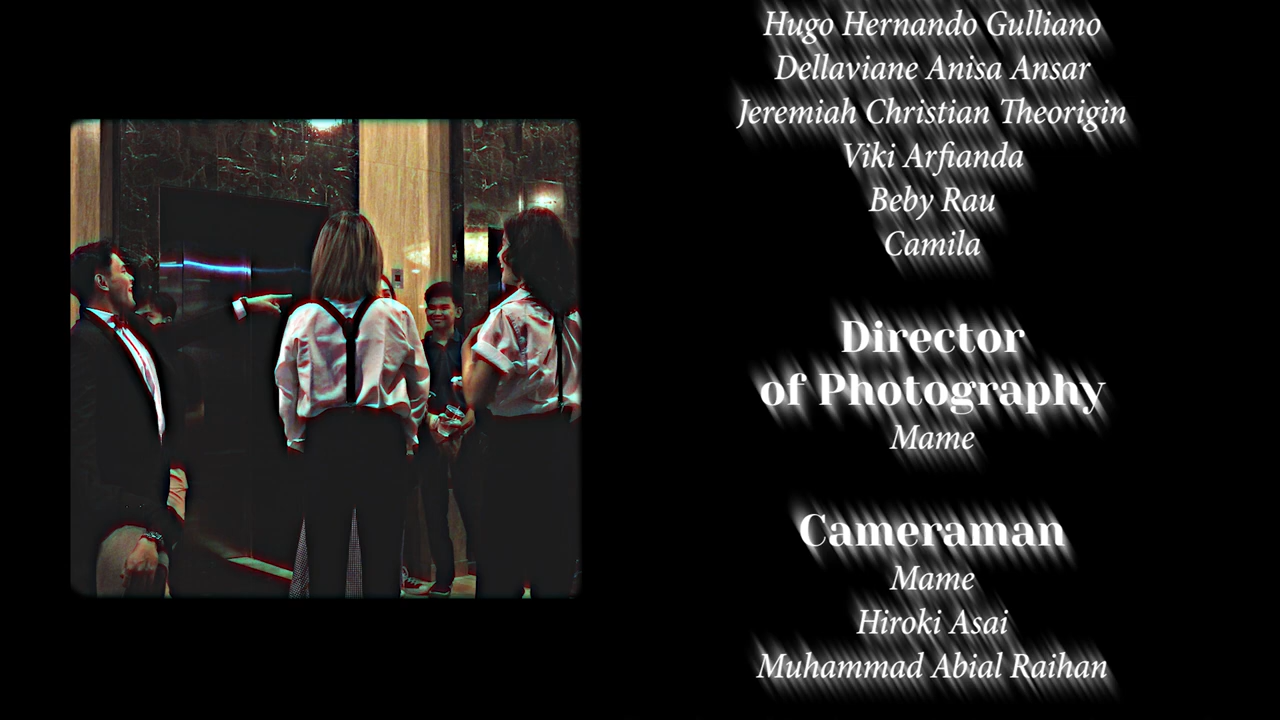 Hugo Hernando Gulliano
Dellaviane Anisa Ansar
Jeremiah Christian Theorigin
Viki Arfianda
Beby Rau
Camila
Director
of Photography
Mame
Cameraman
Mame
Hiroki Asai
Muhammad Abial Raihan